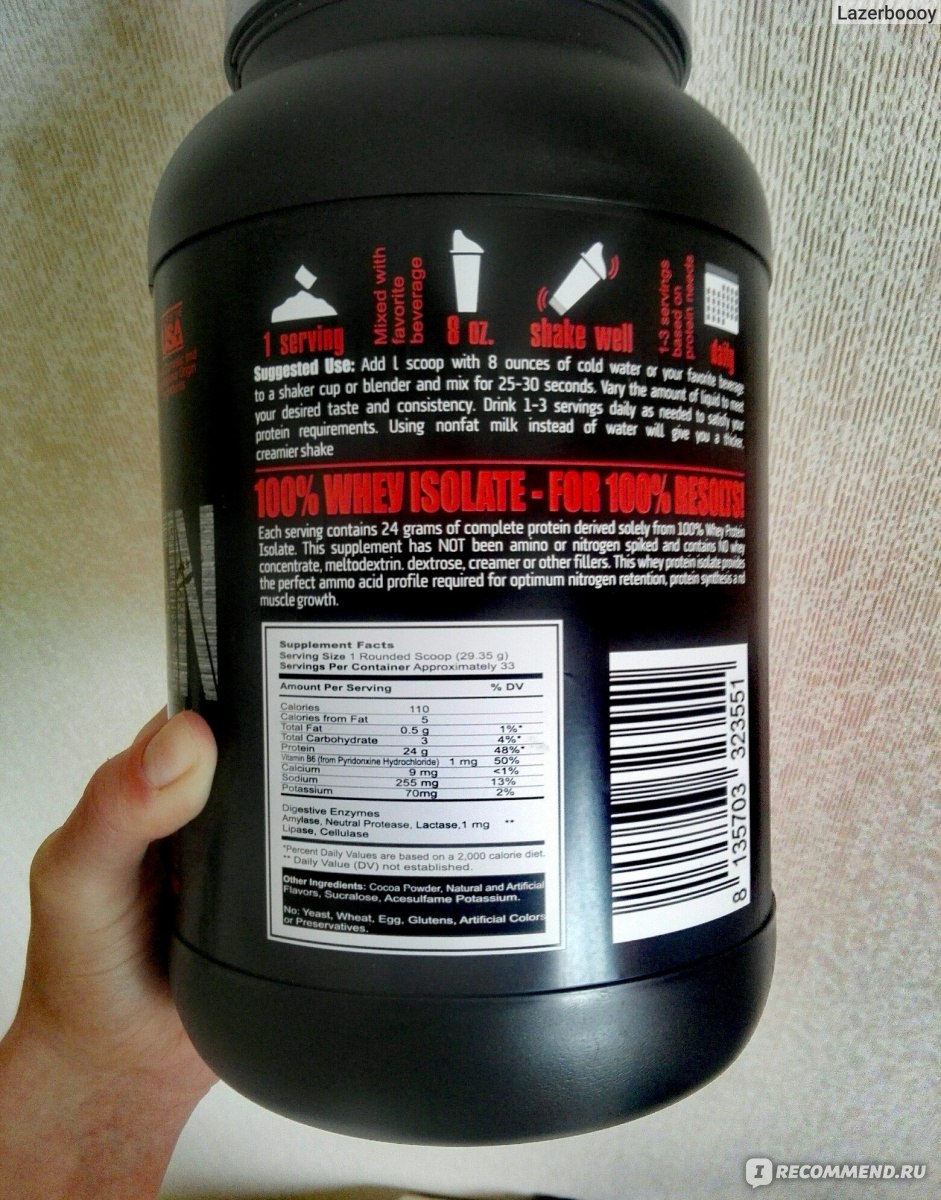 Lazerboooy
USA
1 serving
Mixed with
favorite
beverage
8 oz.
shake well
1-3 servings
based on
protein needs
daily
Suggested Use: Add 1 scoop with 8 ounces of cold water or your favorite beverage
to a shaker cup or blender and mix for 25-30 seconds. Vary the amount of liquid to meet
your desired taste and consistency. Drink 1-3 servings daily as needed to satisfy your
protein requirements. Using nonfat milk instead of water will give you a thicker,
creamier shake
100% WHEY ISOLATE - FOR 100% RESULTS!
Each serving contains 24 grams of complete protein derived solely from 100% Whey Protein
Isolate. This supplement has NOT been amino or nitrogen spiked and contains NO whey
concentrate, meltodextrin. dextrose, creamer or other fillers. This whey protein isolate provides
the perfect ammo acid profile required for optimum nitrogen retention, protein synthesis and
muscle growth.
N
Supplement Facts
Serving Size 1 Rounded Scoop (29.35 g)
Servings Per Container Approximately 33
Amount Per Serving % DV
Calories 110
Calories from Fat 5
Total Fat 0.5 g 1%*
Total Carbohydrate 3 4%*
Protein 24 g 48%*
Vitamin B6 (from Pyridonxine Hydrochloride) 1 mg 50%
Calcium 9 mg <1%
Sodium 255 mg 13%
Potassium 70mg 2%
Digestive Enzymes
Amylase, Neutral Protease, Lactase,1 mg **
Lipase, Cellulase
*Percent Daily Values are based on a 2,000 calorie diet.
** Daily Value (DV) not established.
Other Ingredients: Cocoa Powder, Natural and Artificial
Flavors, Sucralose, Acesulfame Potassium.
No: Yeast, Wheat, Egg, Glutens, Artificial Colors
or Preservatives.
8 135703 323551
IRECOMMEND.RU